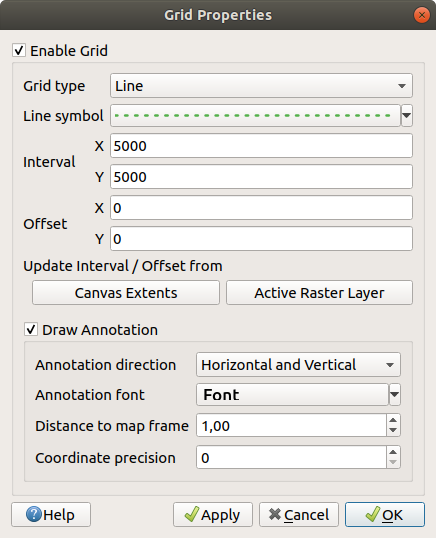 Grid Properties
Enable Grid
Grid type Line
Line symbol
Interval X 5000
Y 5000
Offset X 0
Y 0
Update Interval / Offset from
Canvas Extents Active Raster Layer
Draw Annotation
Annotation direction Horizontal and Vertical
Annotation font Font
Distance to map frame 1,00
Coordinate precision 0
Help Apply Cancel OK